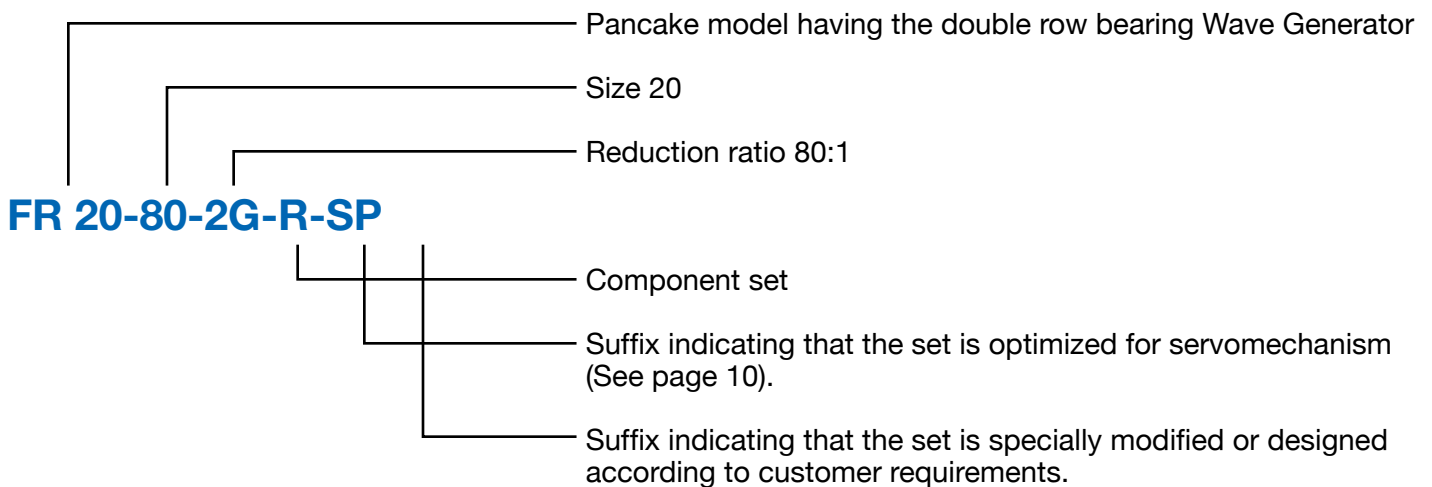 Pancake model having the double row bearing Wave Generator
Size 20
Reduction ratio 80:1
FR 20-80-2G-R-SP
Component set
Suffix indicating that the set is optimized for servomechanism
(See page 10).
Suffix indicating that the set is specially modified or designed
according to customer requirements.